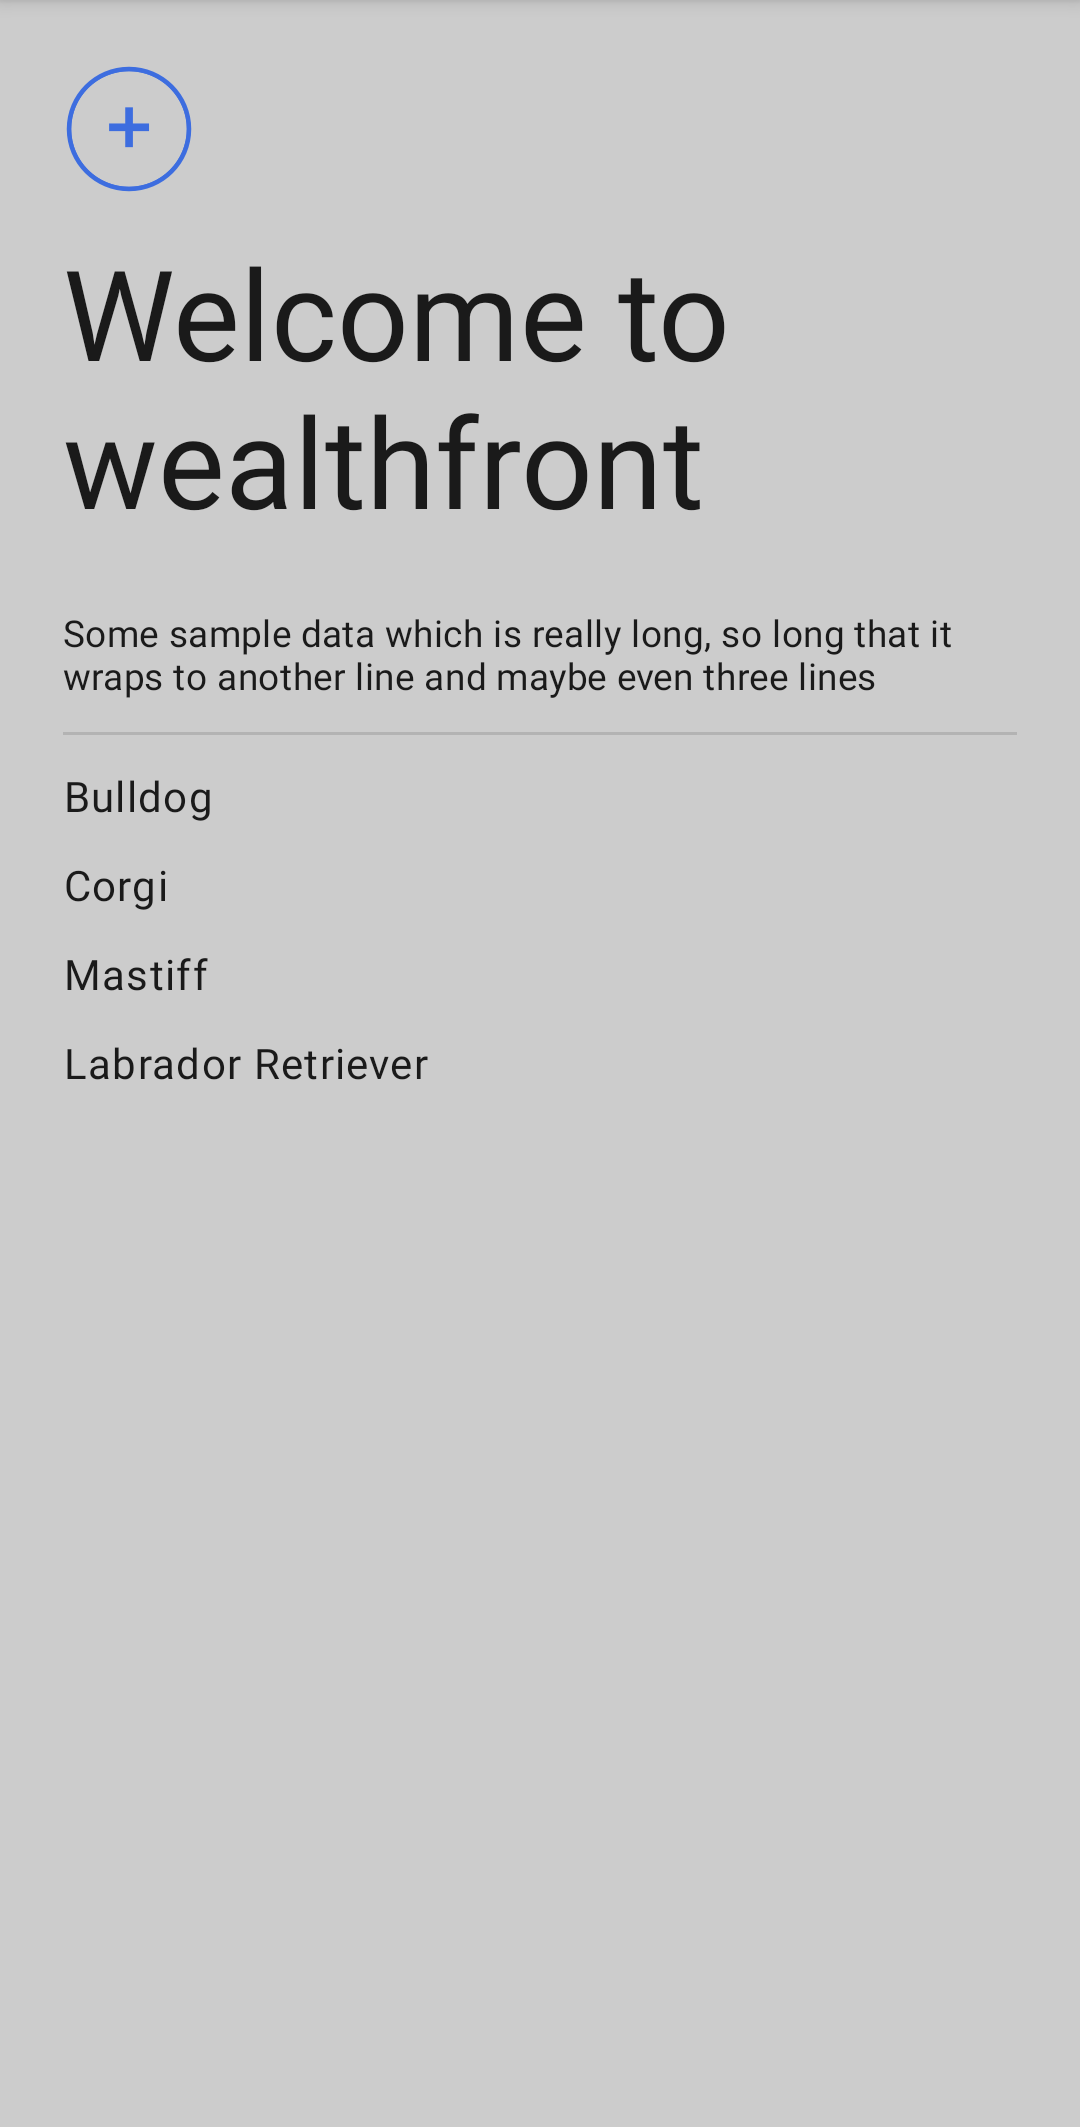 Welcome to
wealthfront
Some sample data which is really long, so long that it
wraps to another line and maybe even three lines
Bulldog
Corgi
Mastiff
Labrador Retriever